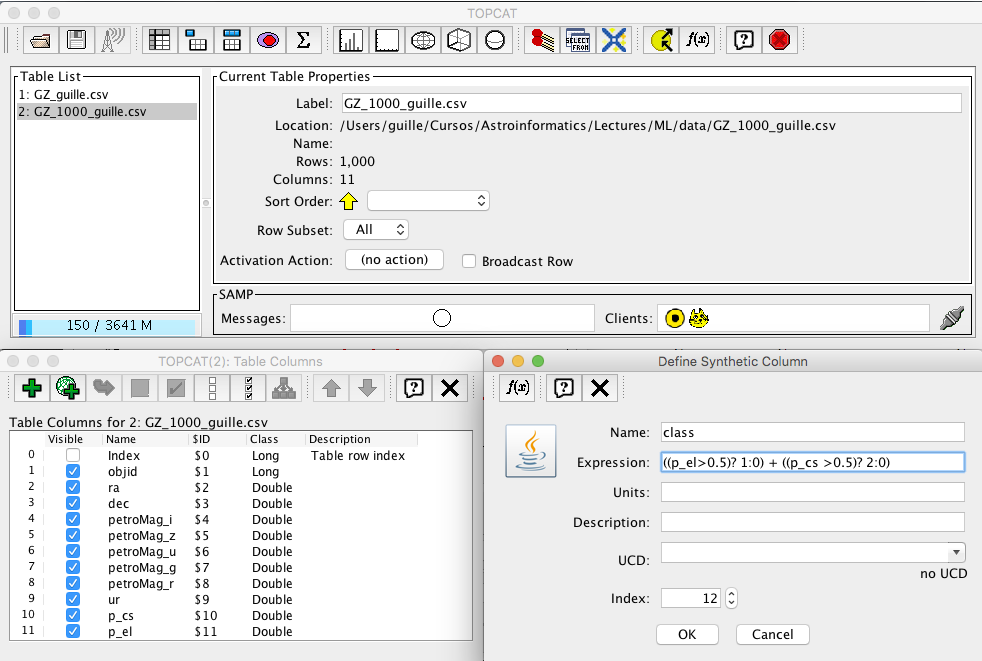 TOPCAT
SELECT FROM
f(x)
Table List
1: GZ_guille.csv
2: GZ_1000_guille.csv
150 / 3641 M
Current Table Properties
Label: GZ_1000_guille.csv
Location: /Users/guille/Cursos/Astroinformatics/Lectures/ML/data/GZ_1000_guille.csv
Name:
Rows: 1,000
Columns: 11
Sort Order:
Row Subset: All
Activation Action: (no action) Broadcast Row
SAMP
Messages: Clients:
TOPCAT(2): Table Columns
Table Columns for 2: GZ_1000_guille.csv
Visible Name $ID Class Description
0 Index $0 Long Table row index
1 objid $1 Long
2 ra $2 Double
3 dec $3 Double
4 petroMag_i $4 Double
5 petroMag_z $5 Double
6 petroMag_u $6 Double
7 petroMag_g $7 Double
8 petroMag_r $8 Double
9 ur $9 Double
10 p_cs $10 Double
11 p_el $11 Double
Define Synthetic Column
f(x)
Name: class
Expression: ((p_el>0.5)? 1:0) + ((p_cs >0.5)? 2:0)
Units:
Description:
UCD:
no UCD
Index: 12
OK Cancel